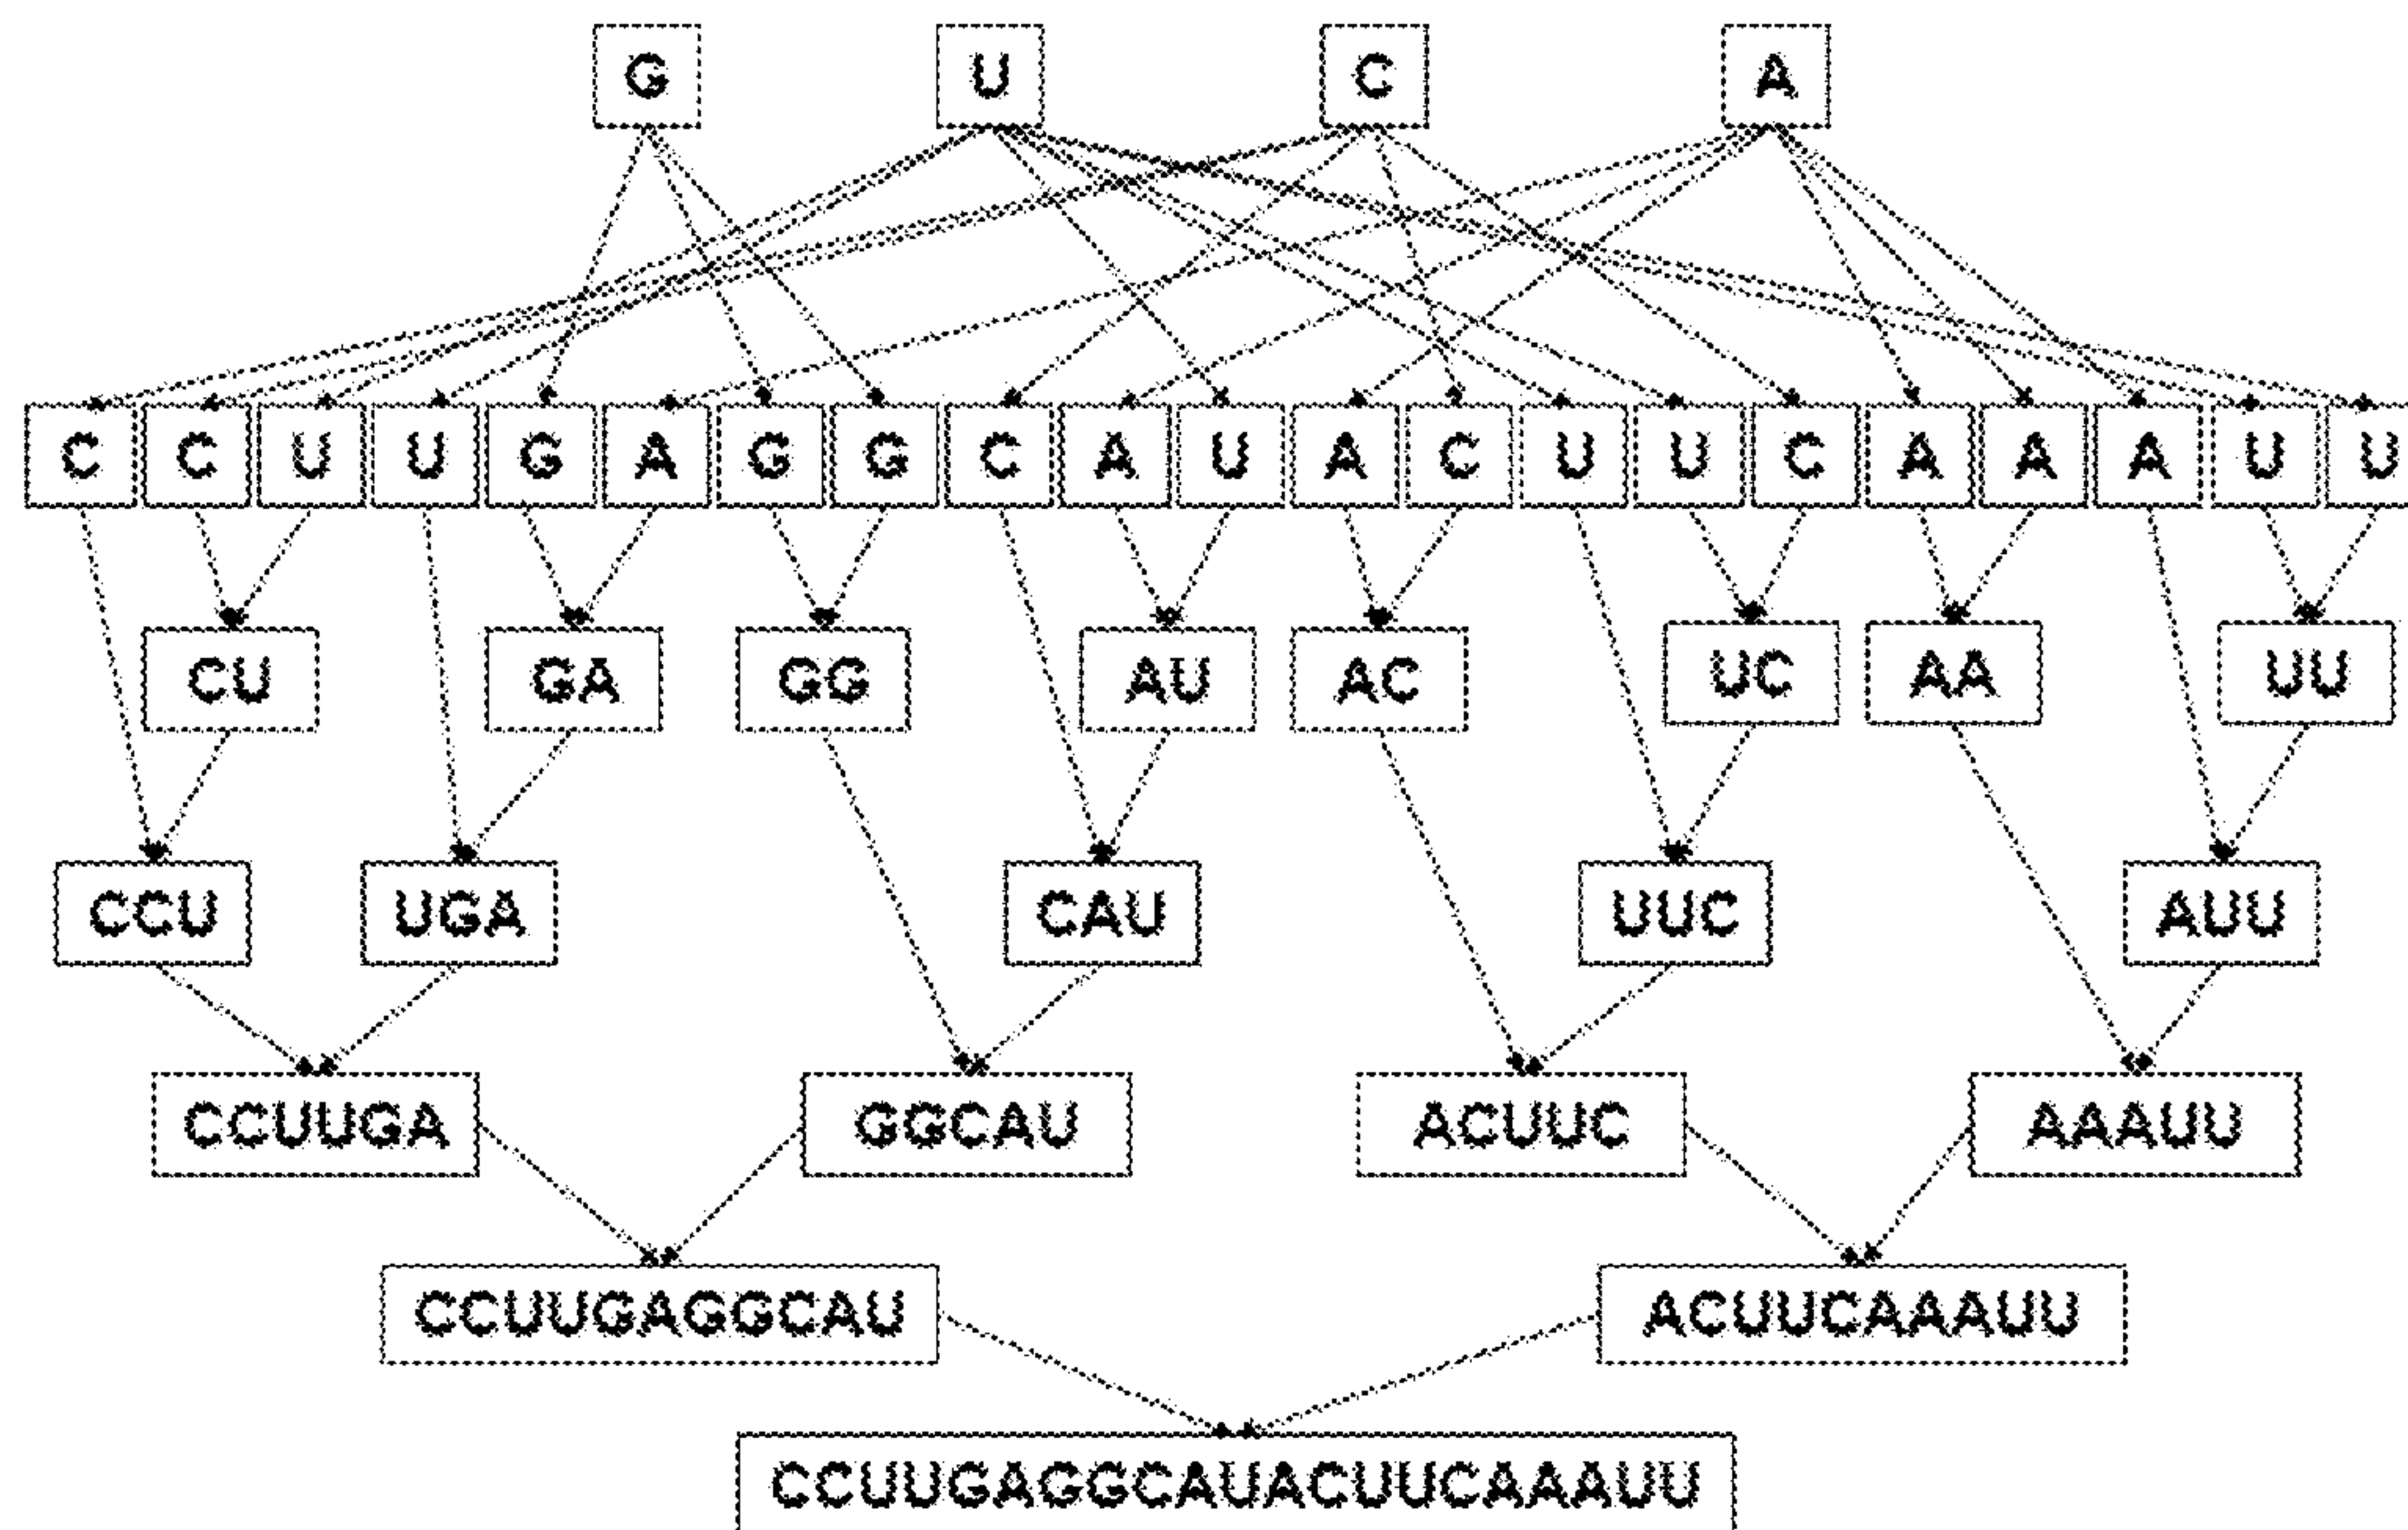 G U C A
C C U U G A G G C A U A C U U C A A A U U
CU GA GG AU AC UC AA UU
CCU UGA CAU UUC AUU
CCUUGA GGCAU ACUUC AAAUU
CCUUGAGGCAU ACUUCAAAUU
CCUUGAGGCAUACUUCAAAUU